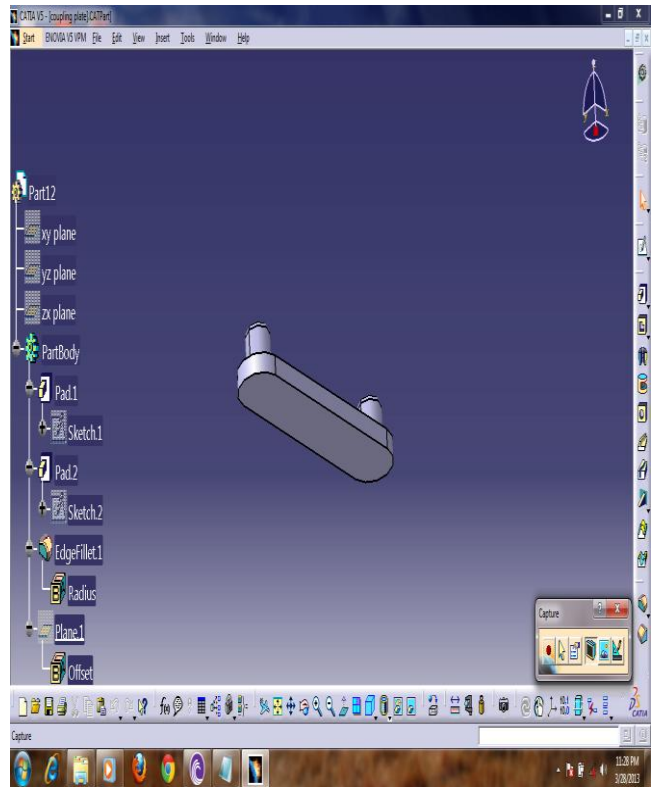 CATIA V5 - [coupling plate].CATPart]
Start ENOVIA V5 VPM File Edit View Insert Tools Window Help
Part12
xy plane
yz plane
zx plane
PartBody
Pad.1
Sketch.1
Pad.2
Sketch.2
EdgeFillet.1
Radius
Plane.1
Offset
Capture
CATIA
Capture
11:28 PM
3/28/2013